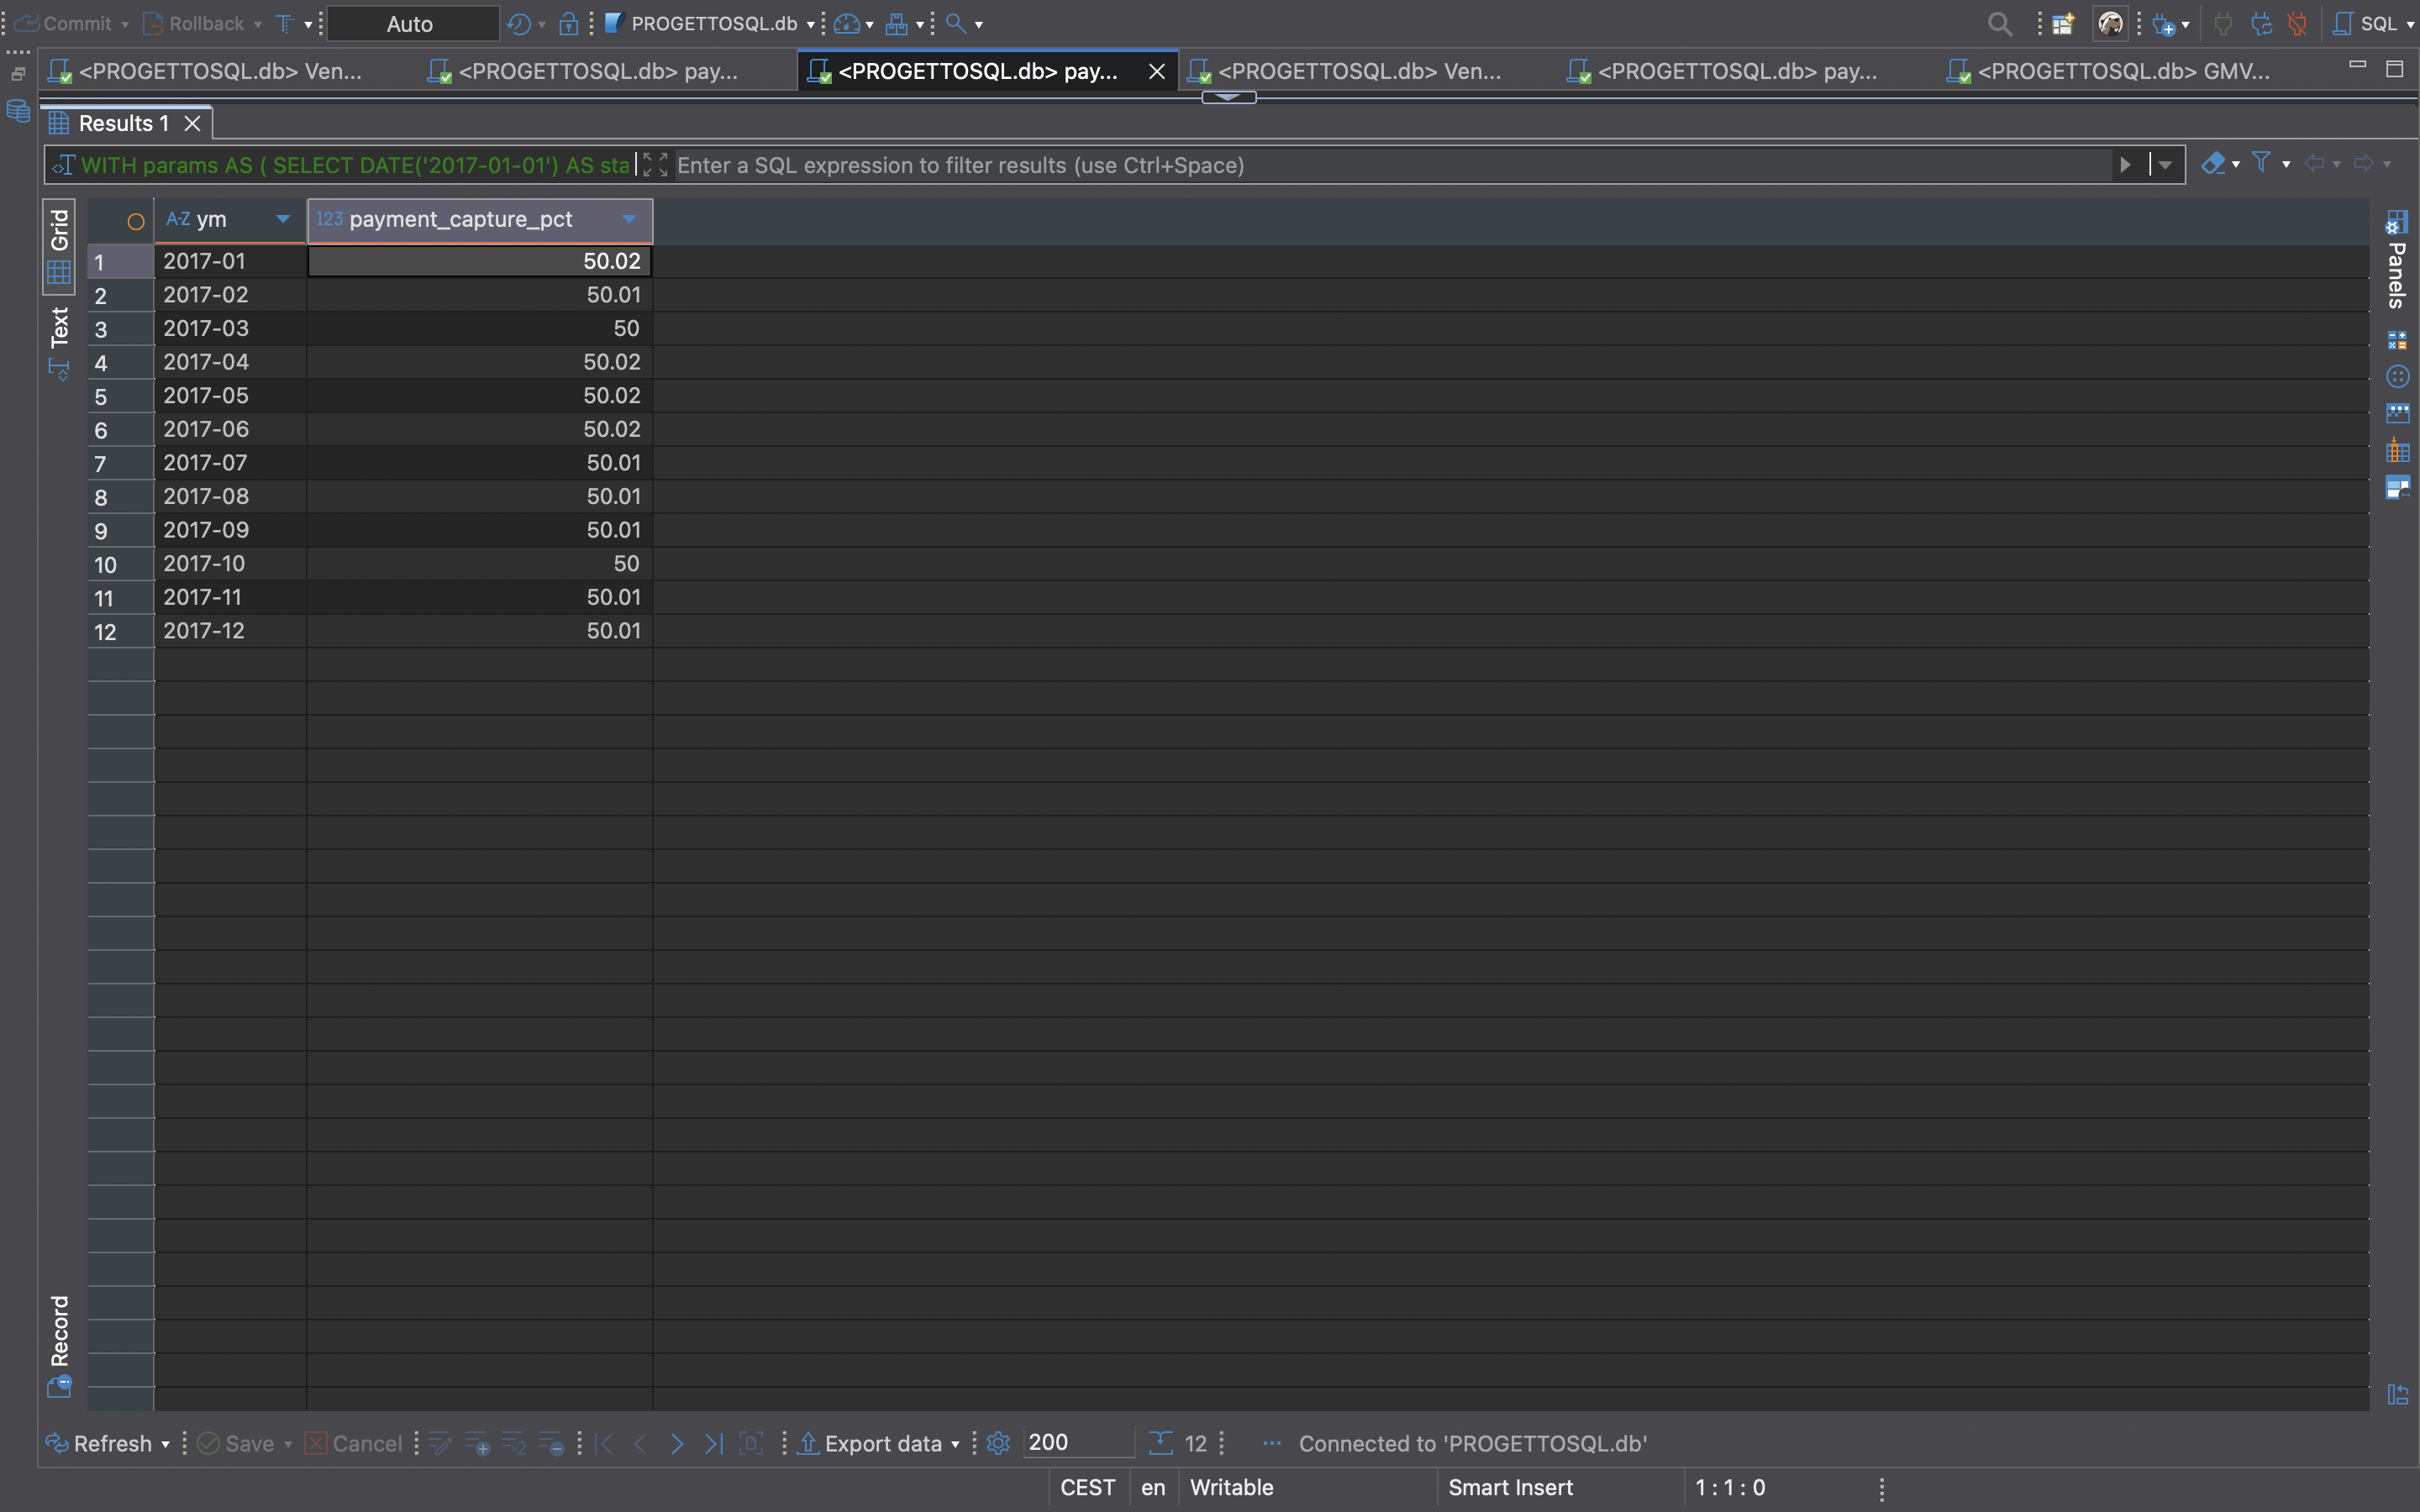 Commit Rollback Auto PROGETTOSQL.db SQL
<PROGETTOSQL.db> Ven... <PROGETTOSQL.db> pay... <PROGETTOSQL.db> pay... <PROGETTOSQL.db> Ven... <PROGETTOSQL.db> pay... <PROGETTOSQL.db> GMV...
Results 1
WITH params AS ( SELECT DATE('2017-01-01') AS sta Enter a SQL expression to filter results (use Ctrl+Space)
Grid
Text
Record
Panels
A-Z ym 123 payment_capture_pct
1 2017-01 50.02
2 2017-02 50.01
3 2017-03 50
4 2017-04 50.02
5 2017-05 50.02
6 2017-06 50.02
7 2017-07 50.01
8 2017-08 50.01
9 2017-09 50.01
10 2017-10 50
11 2017-11 50.01
12 2017-12 50.01
Refresh Save Cancel Export data 200 12 ... Connected to 'PROGETTOSQL.db'
CEST en Writable Smart Insert 1 : 1 : 0